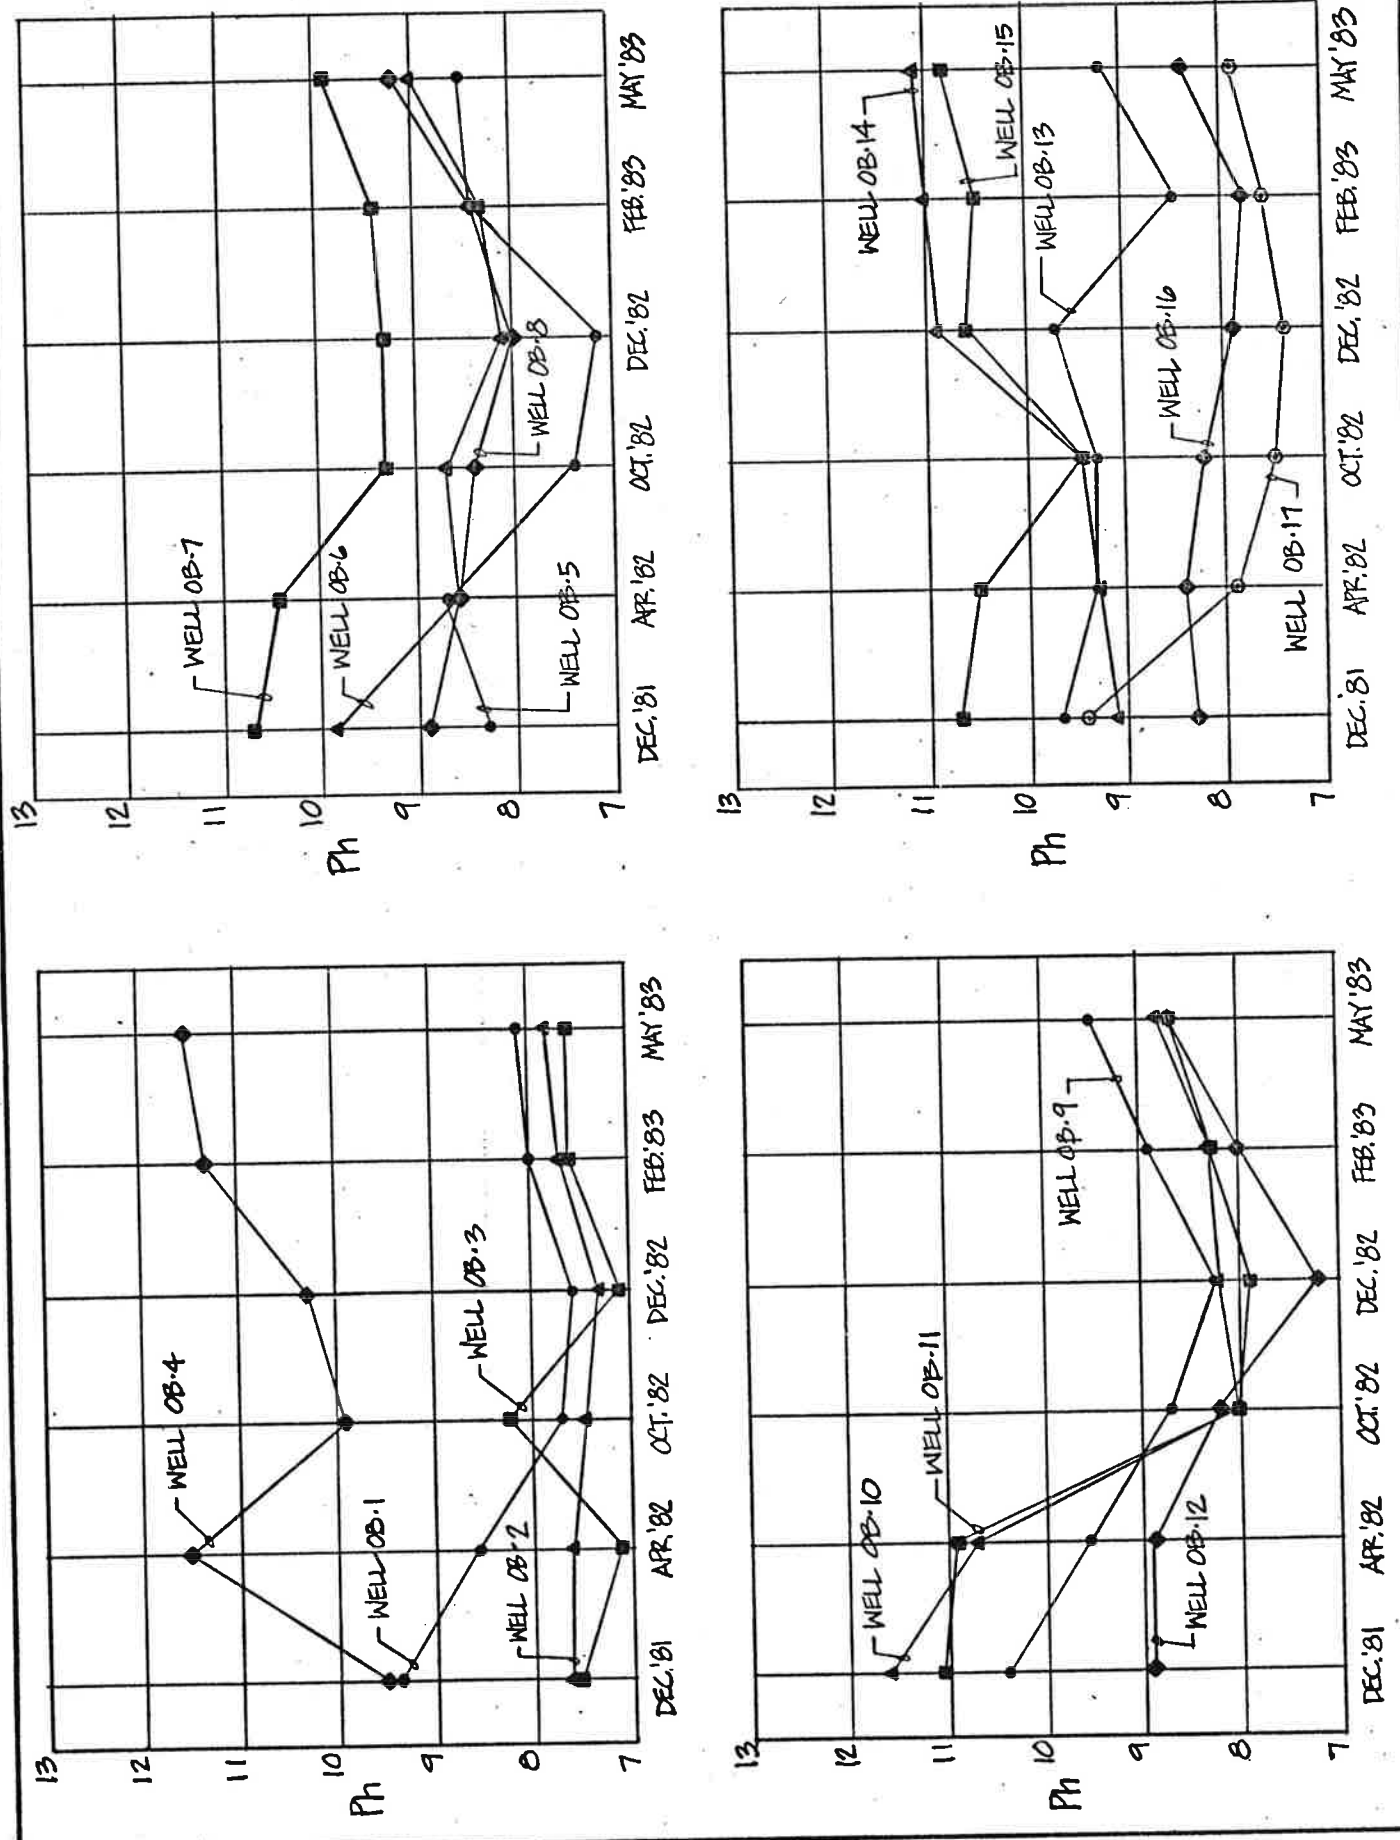 13
12
11
10
9
8
7
Ph
WELL OB-4
WELL OB-1
WELL OB-2
WELL OB-3
DEC.'81
APR.'82
OCT.'82
DEC.'82
FEB.'83
MAY '83
13
12
11
10
9
8
7
Ph
WELL OB-7
WELL OB-6
WELL OB-5
WELL OB-8
DEC.'81
APR.'82
OCT.'82
DEC.'82
FEB.'83
MAY '83
13
12
11
10
9
8
7
Ph
WELL OB-10
WELL OB-11
WELL OB-9
WELL OB-12
DEC.'81
APR.'82
OCT.'82
DEC.'82
FEB.'83
MAY '83
13
12
11
10
9
8
7
Ph
WELL OB-14
WELL OB-15
WELL OB-13
WELL OB-16
WELL OB-17
DEC.'81
APR.'82
OCT.'82
DEC.'82
FEB.'83
MAY '83